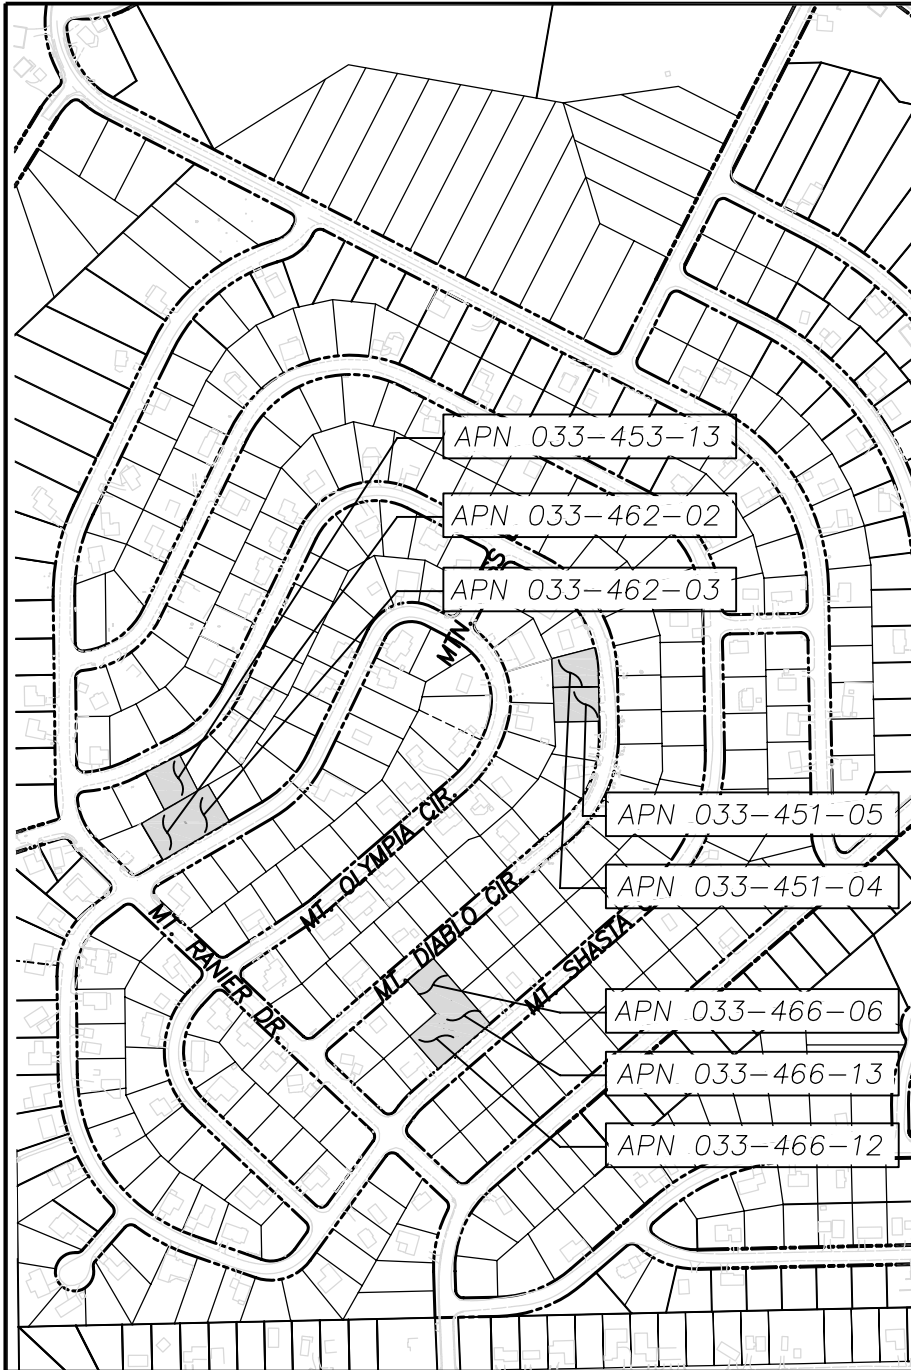 APN 033-453-13
APN 033-462-02
APN 033-462-03
MTN
APN 033-451-05
MT. OLYMPIA CIR.
APN 033-451-04
MT. DIABLO CIR.
MT. SHASTA
MT. RANIER DR.
APN 033-466-06
APN 033-466-13
APN 033-466-12